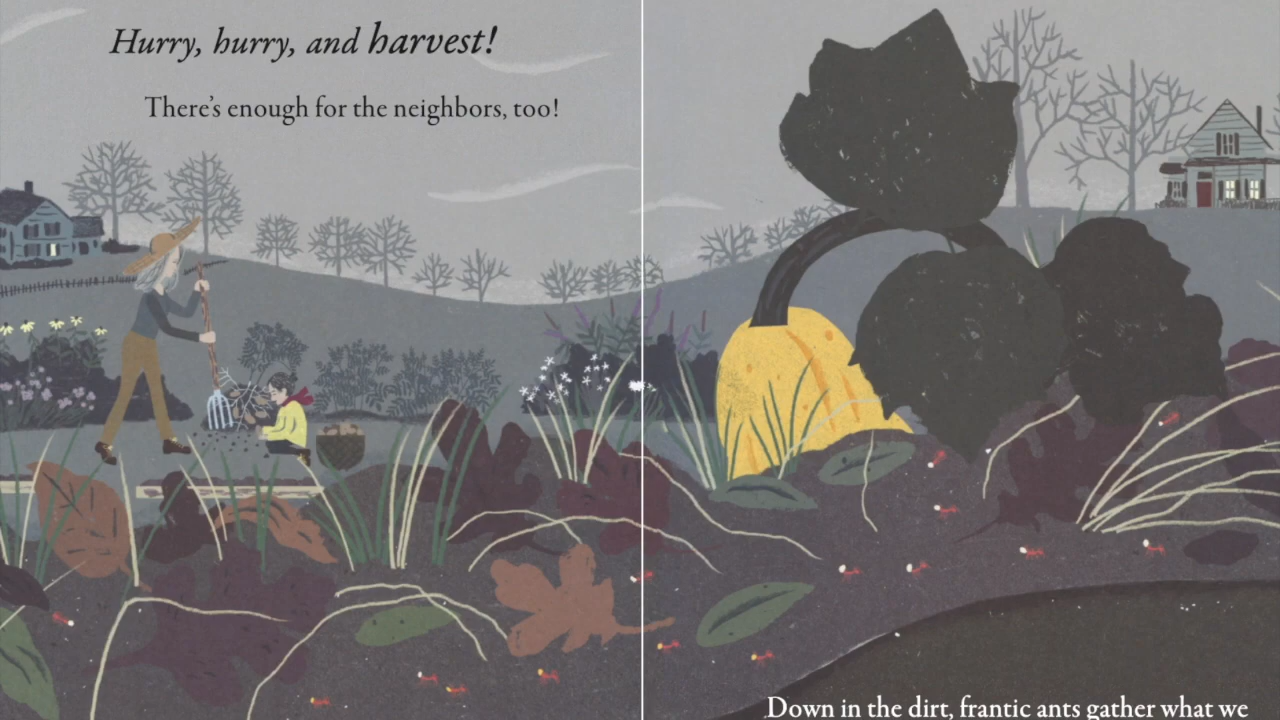 Hurry, hurry, and harvest!
There's enough for the neighbors, too!
Down in the dirt, frantic ants gather what we